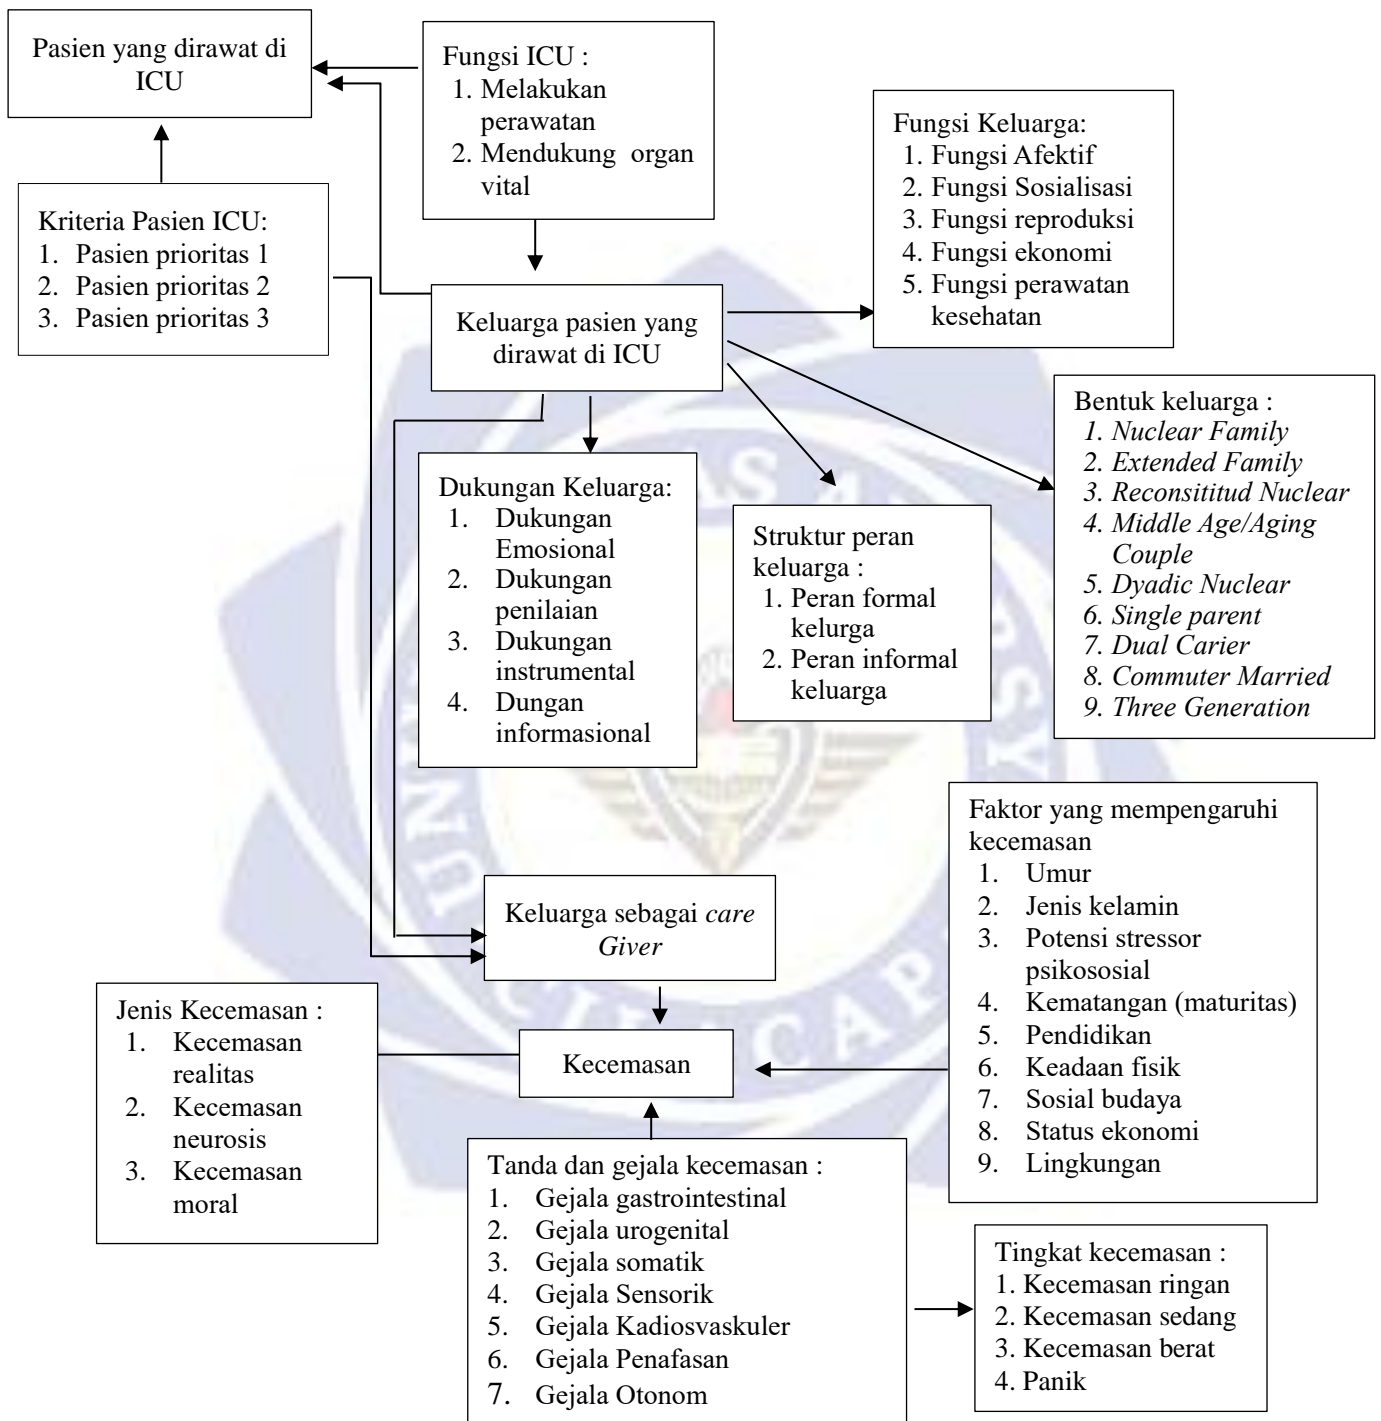 Pasien yang dirawat di
ICU
Fungsi ICU :
1. Melakukan
perawatan
2. Mendukung organ
vital
Fungsi Keluarga:
1. Fungsi Afektif
2. Fungsi Sosialisasi
3. Fungsi reproduksi
4. Fungsi ekonomi
5. Fungsi perawatan
kesehatan
Kriteria Pasien ICU:
1. Pasien prioritas 1
2. Pasien prioritas 2
3. Pasien prioritas 3
Keluarga pasien yang
dirawat di ICU
Bentuk keluarga :
1. Nuclear Family
2. Extended Family
3. Reconsititud Nuclear
4. Middle Age/Aging
Couple
5. Dyadic Nuclear
6. Single parent
7. Dual Carier
8. Commuter Married
9. Three Generation
Dukungan Keluarga:
1. Dukungan
Emosional
2. Dukungan
penilaian
3. Dukungan
instrumental
4. Dungan
informasional
Struktur peran
keluarga :
1. Peran formal
kelurga
2. Peran informal
keluarga
Faktor yang mempengaruhi
kecemasan
1. Umur
2. Jenis kelamin
3. Potensi stressor
psikososial
4. Kematangan (maturitas)
5. Pendidikan
6. Keadaan fisik
7. Sosial budaya
8. Status ekonomi
9. Lingkungan
Keluarga sebagai care
Giver
Jenis Kecemasan :
1. Kecemasan
realitas
2. Kecemasan
neurosis
3. Kecemasan
moral
Kecemasan
Tanda dan gejala kecemasan :
1. Gejala gastrointestinal
2. Gejala urogenital
3. Gejala somatik
4. Gejala Sensorik
5. Gejala Kadiosvaskuler
6. Gejala Penafasan
7. Gejala Otonom
Tingkat kecemasan :
1. Kecemasan ringan
2. Kecemasan sedang
3. Kecemasan berat
4. Panik